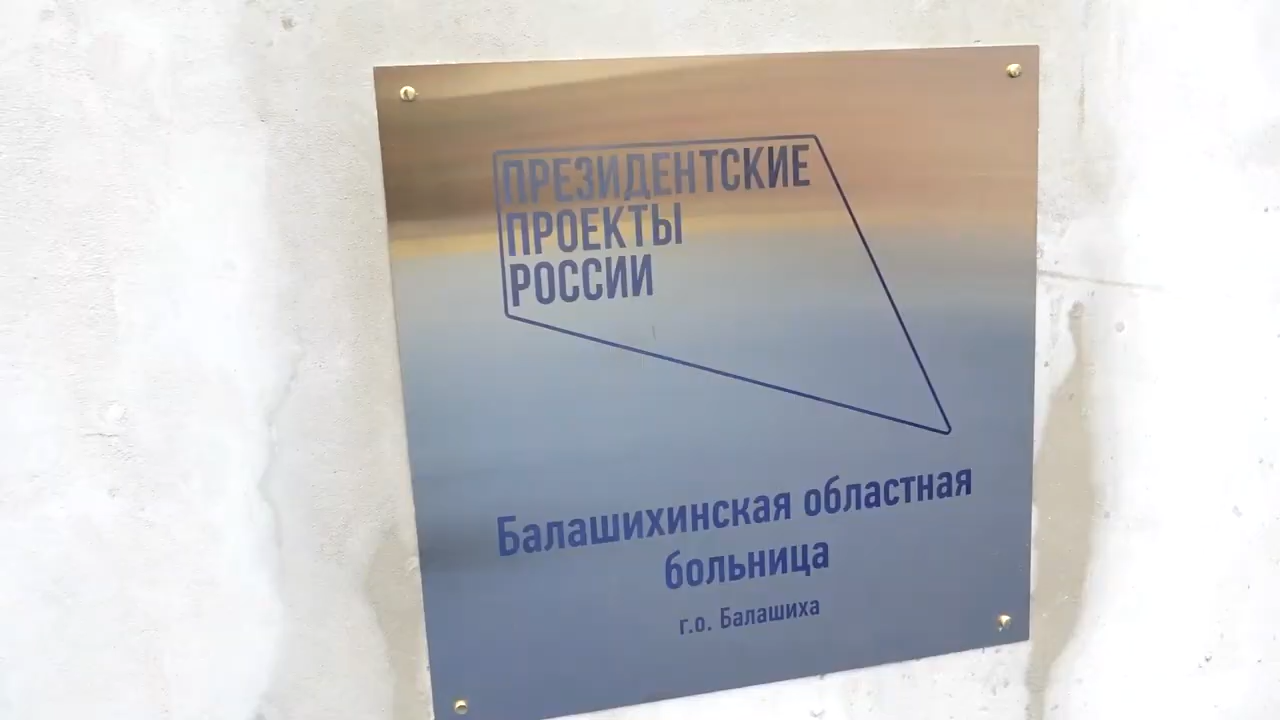 ПРЕЗИДЕНТСКИЕ
ПРОЕКТЫ
РОССИИ
Балашихинская областная
больница
г.о. Балашиха